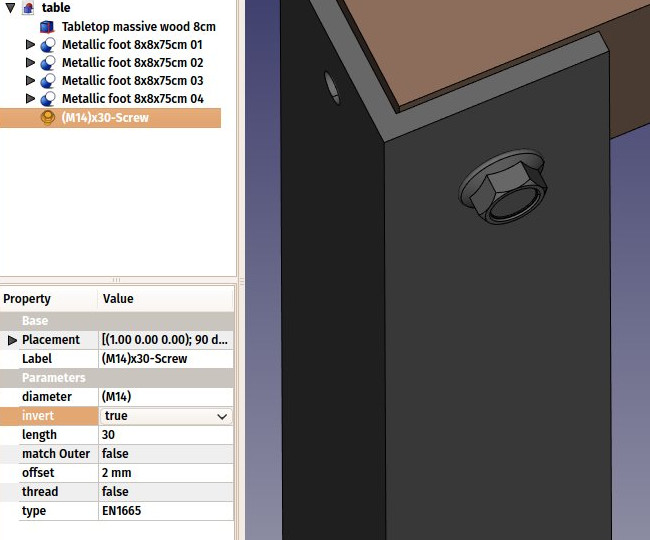 table
Tabletop massive wood 8cm
Metallic foot 8x8x75cm 01
Metallic foot 8x8x75cm 02
Metallic foot 8x8x75cm 03
Metallic foot 8x8x75cm 04
(M14)x30-Screw
Property Value
Base
Placement [(1.00 0.00 0.00); 90 d...
Label (M14)x30-Screw
Parameters
diameter (M14)
invert true
length 30
match Outer false
offset 2 mm
thread false
type EN1665